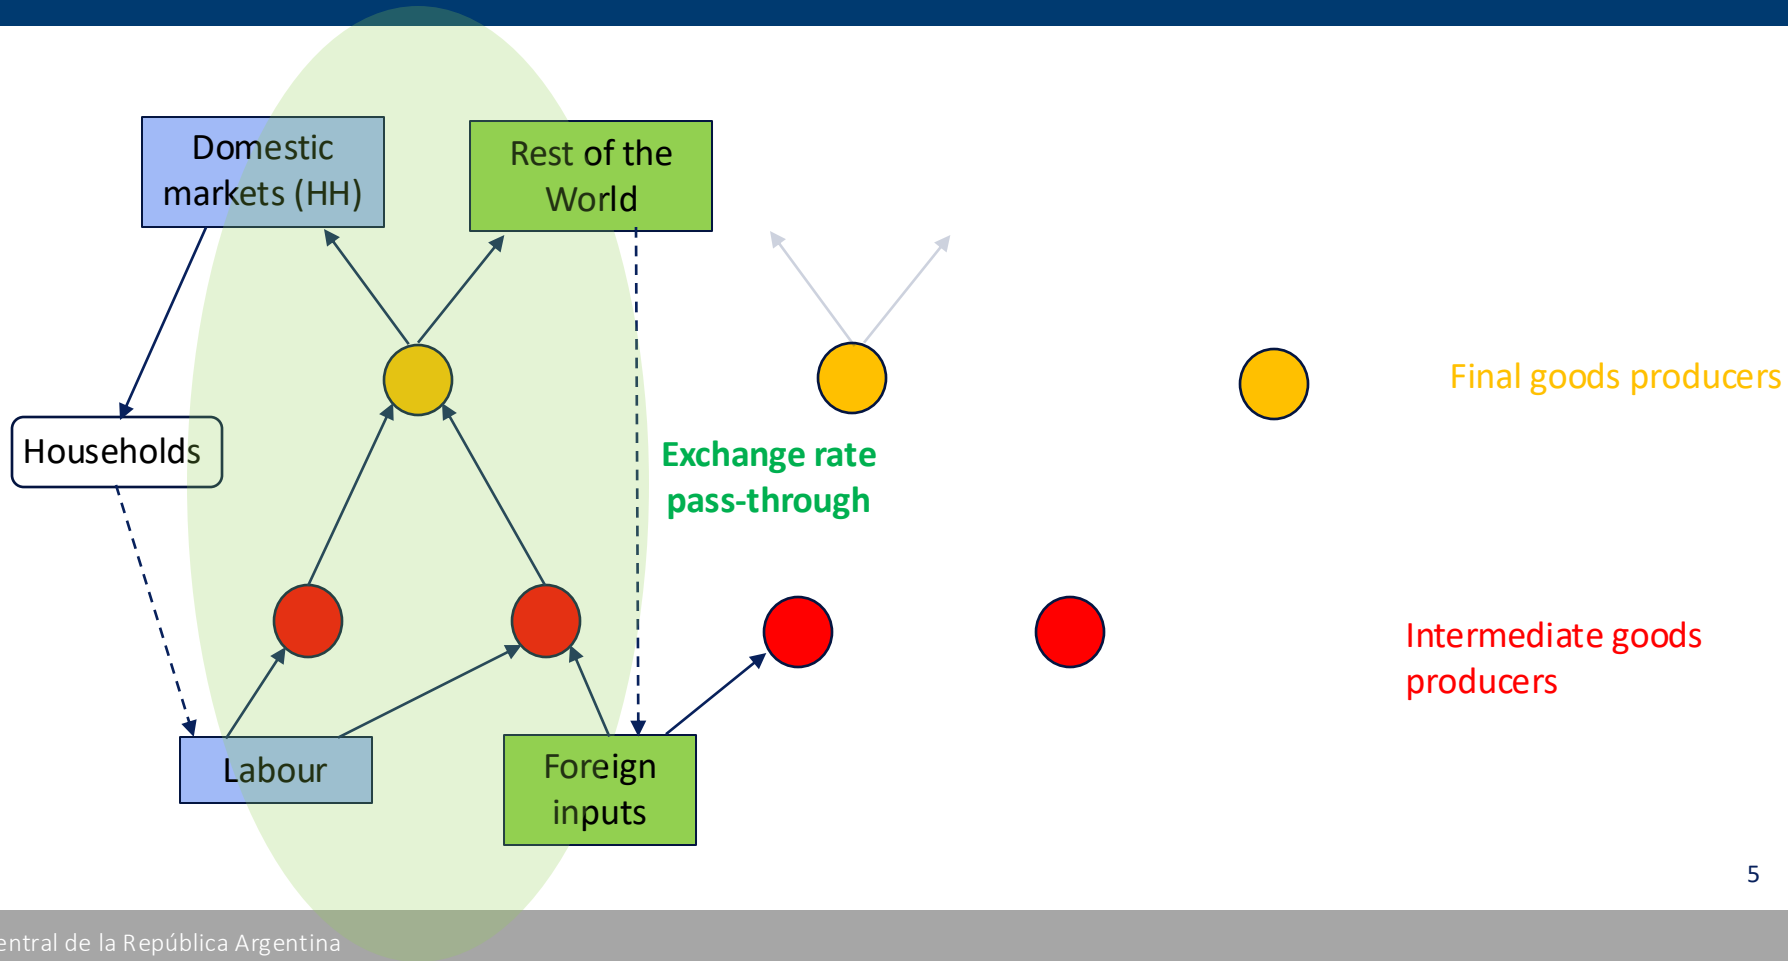 Domestic
markets (HH)
Rest of the
World
Final goods producers
Households
Exchange rate
pass-through
Intermediate goods
producers
Labour
Foreign
inputs
5
entral de la República Argentina